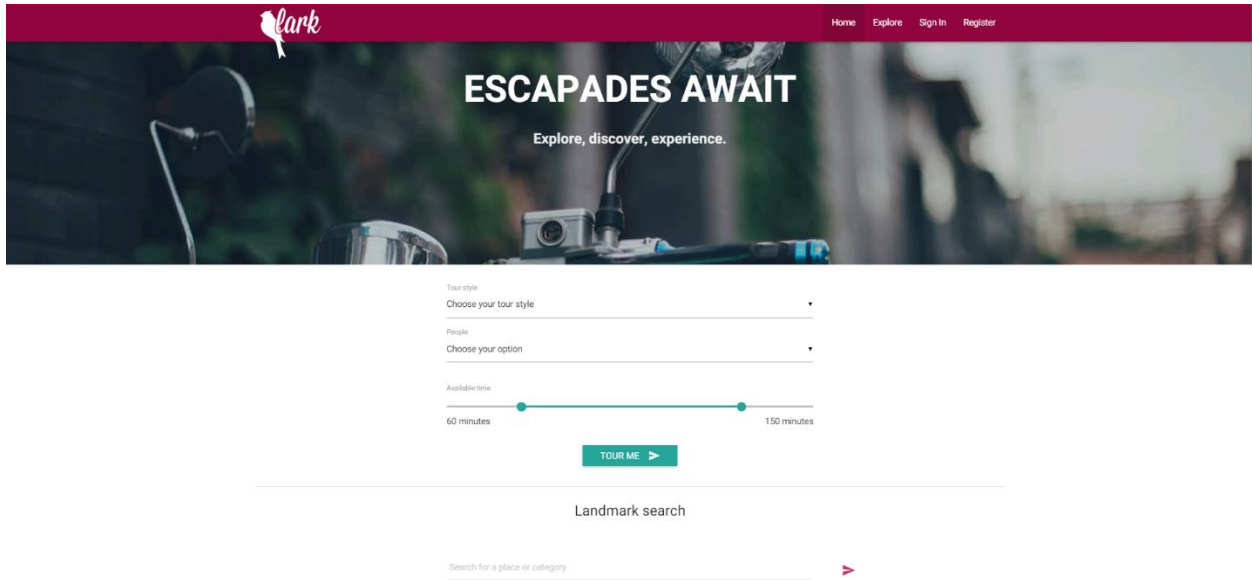 lark
Home Explore Sign In Register
ESCAPADES AWAIT
Explore, discover, experience.
Tour style
Choose your tour style
People
Choose your option
Available time
60 minutes 150 minutes
TOUR ME
Landmark search
Search for a place or category